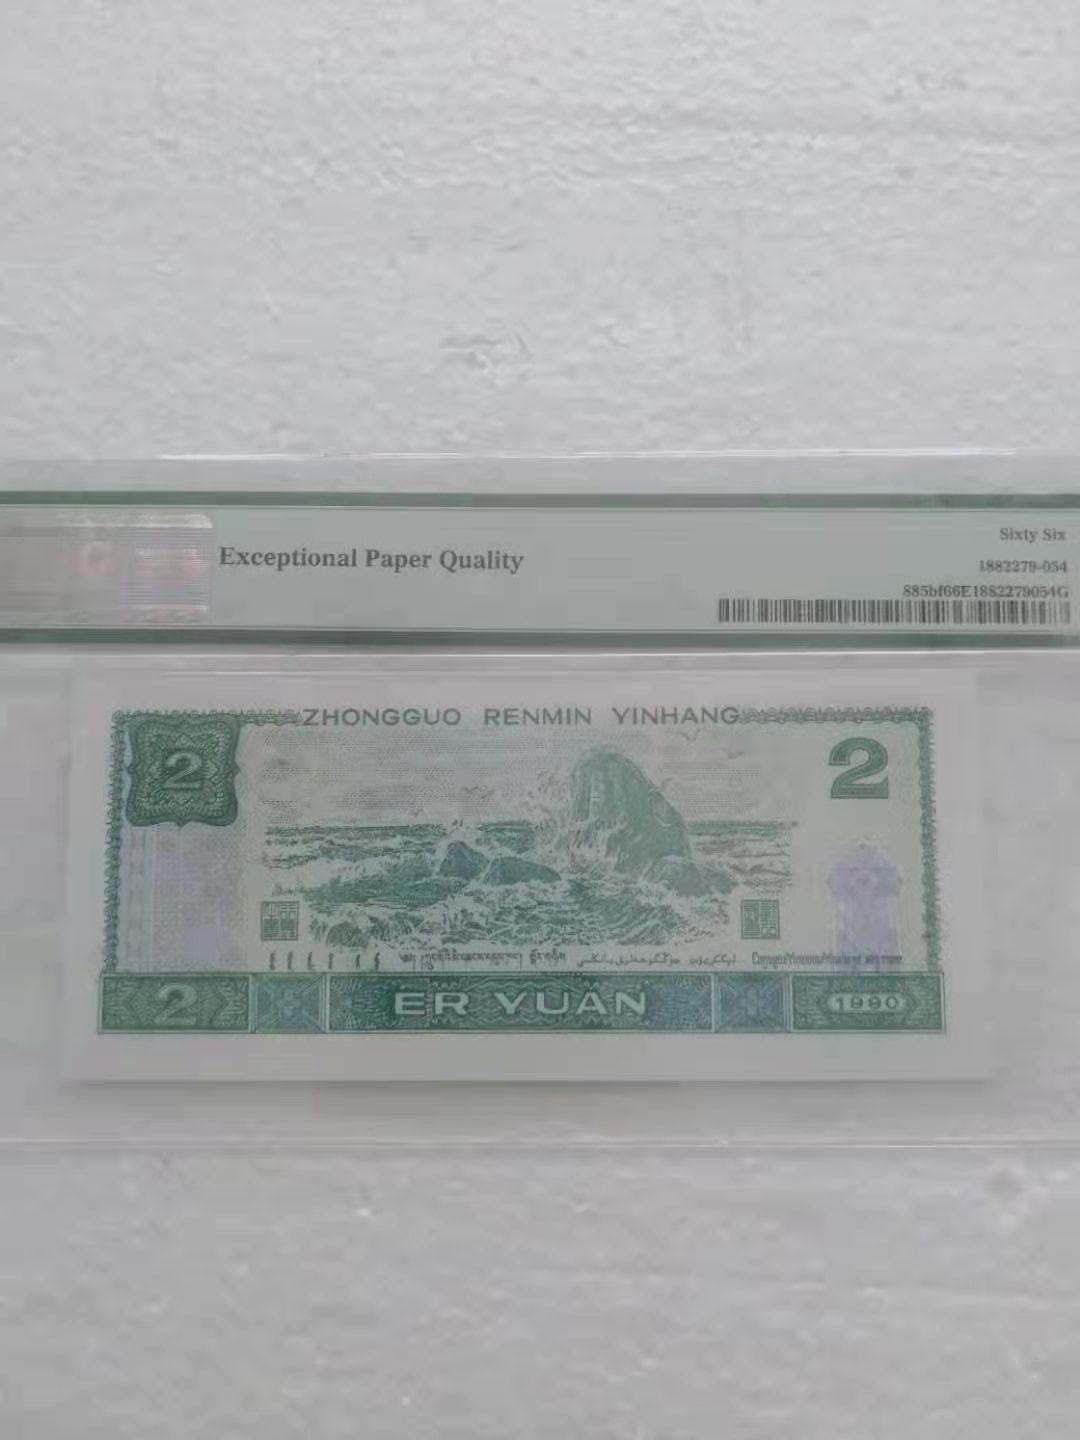 Exceptional Paper Quality
Sixty Six
1882279-054
885bf66E1882279054G
ZHONGGUO RENMIN YINHANG
2
2
2
ER YUAN
1990